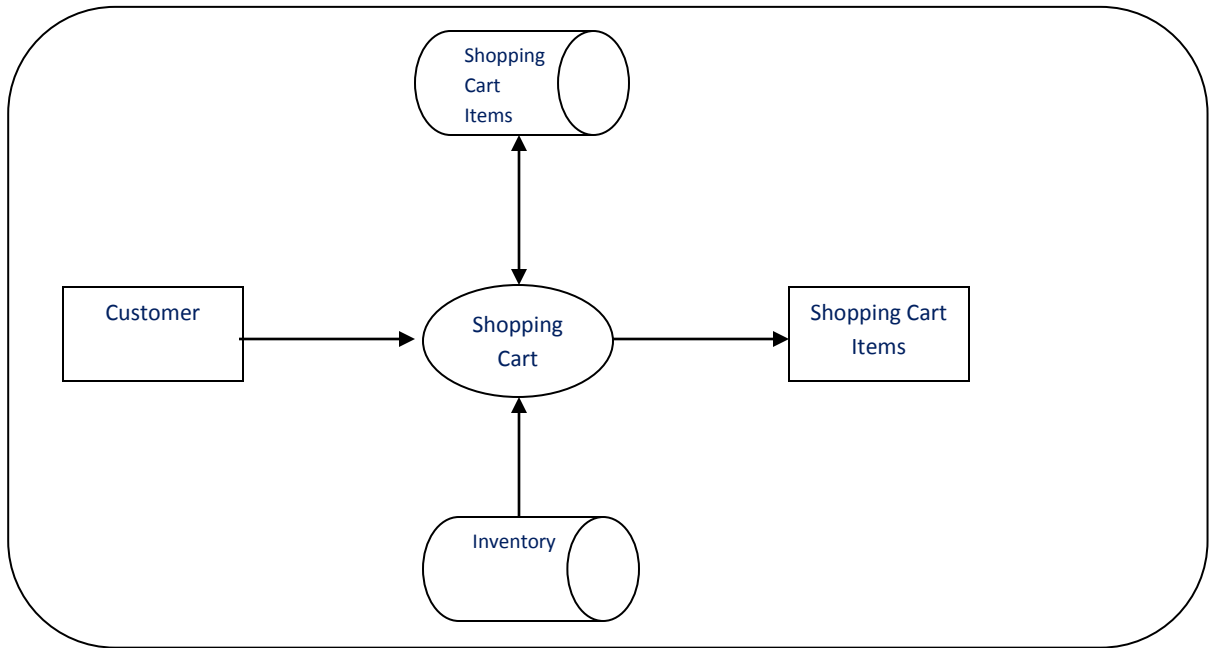 Shopping
Cart
Items
Customer
Shopping
Cart
Shopping Cart
Items
Inventory